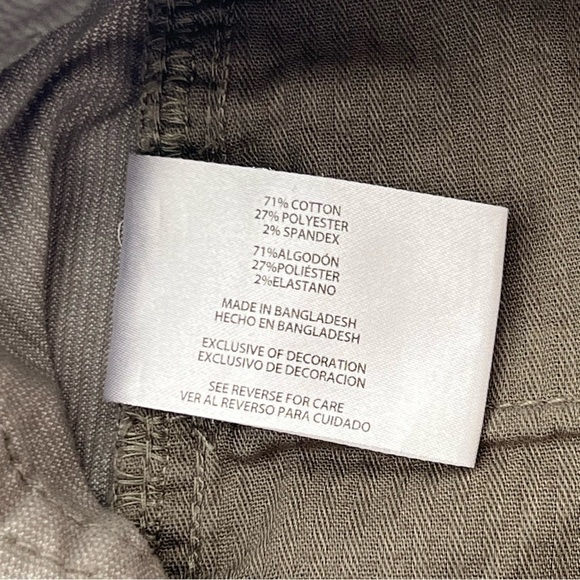 71% COTTON
27% POLYESTER
2% SPANDEX
71%ALGODÓN
27%POLIÉSTER
2%ELASTANO
MADE IN BANGLADESH
HECHO EN BANGLADESH
EXCLUSIVE OF DECORATION
EXCLUSIVO DE DECORACION
SEE REVERSE FOR CARE
VER AL REVERSO PARA CUIDADO